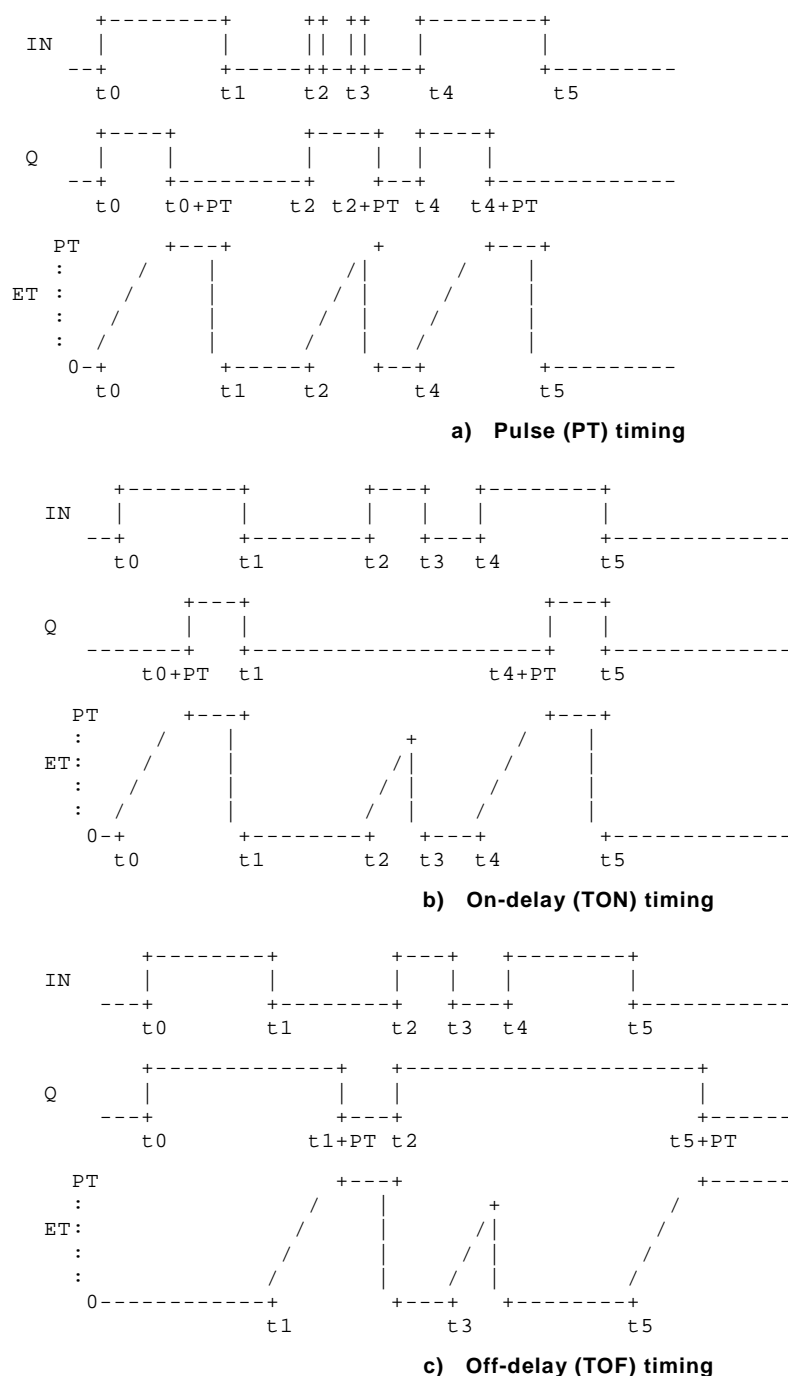 +--------+       ++ ++   +--------+
IN    |        |       || ||   |        |
    --+        +-----+-+ +-+---+        +---------
      t0       t1      t2 t3   t4       t5
      +----+         +----+  +----+
Q     |    |         |    |  |    |
    --+    +---------+    +--+    +-------------
      t0   t0+PT     t2 t2+PT t4  t4+PT
PT         +---+          +       +---+
:         /    |         /|      /    |
ET :     /     |        / |     /     |
:       /      |       /  |    /      |
:      /       |      /   |   /       |
0-+            +-----+    +--+        +---------
  t0           t1    t2      t4       t5
a) Pulse (PT) timing
      +--------+        +---+   +--------+
IN    |        |        |   |   |        |
    --+        +--------+   +---+        +-------------
      t0       t1       t2  t3  t4       t5
           +---+                     +---+
Q          |   |                     |   |
    -------+   +---------------------+   +-------------
        t0+PT  t1                t4+PT   t5
PT         +---+                     +---+
:         /    |           +        /    |
ET:      /     |          /|       /     |
:       /      |         / |      /      |
:      /       |        /  |     /       |
0-+            +--------+   +---+        +-------------
  t0           t1       t2  t3  t4       t5
b) On-delay (TON) timing
       +--------+        +---+   +--------+
IN     |        |        |   |   |        |
    ---+        +--------+   +---+        +-----------
       t0       t1       t2  t3  t4       t5
       +-------------+   +---------------------+
Q      |             |   |                     |
    ---+             +---+                     +------
       t0          t1+PT t2                  t5+PT
PT                   +---+                     +------
:                   /    |      +             /
ET:                /     |     /|            /
:                 /      |    / |           /
:                /       |   /  |          /
0------------+           +---+   +--------+
             t1              t3           t5
c) Off-delay (TOF) timing